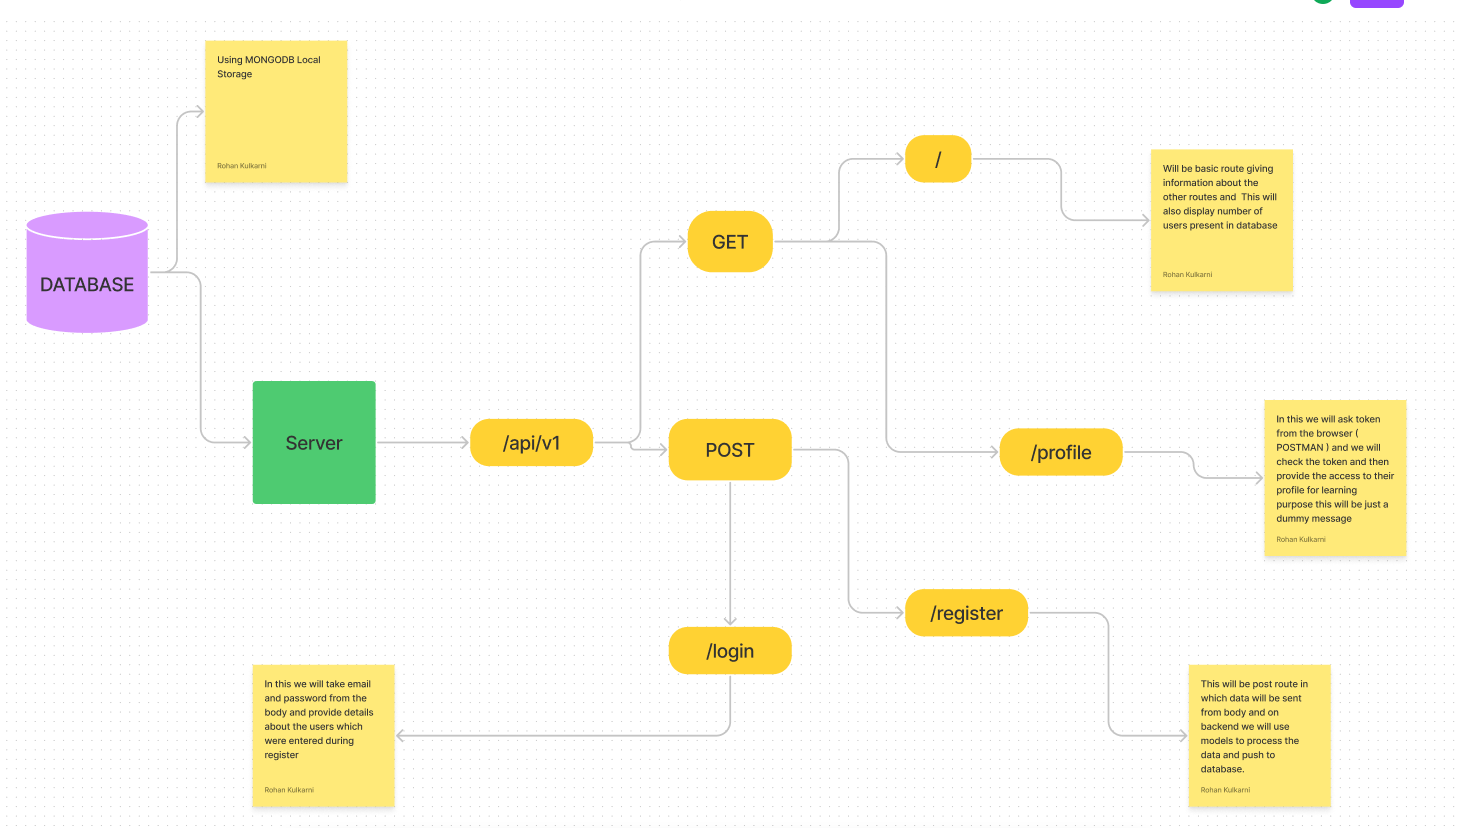 Using MONGODB Local
Storage
Rohan Kulkarni
DATABASE
Server
/api/v1
GET
POST
/
Will be basic route giving
information about the
other routes and  This will
also display number of
users present in database
Rohan Kulkarni
/profile
In this we will ask token
from the browser (
POSTMAN ) and we will
check the token and then
provide the access to their
profile for learning
purpose this will be just a
dummy message
Rohan Kulkarni
/register
This will be post route in
which data will be sent
from body and on
backend we will use
models to process the
data and push to
database.
Rohan Kulkarni
/login
In this we will take email
and password from the
body and provide details
about the users which
were entered during
register
Rohan Kulkarni